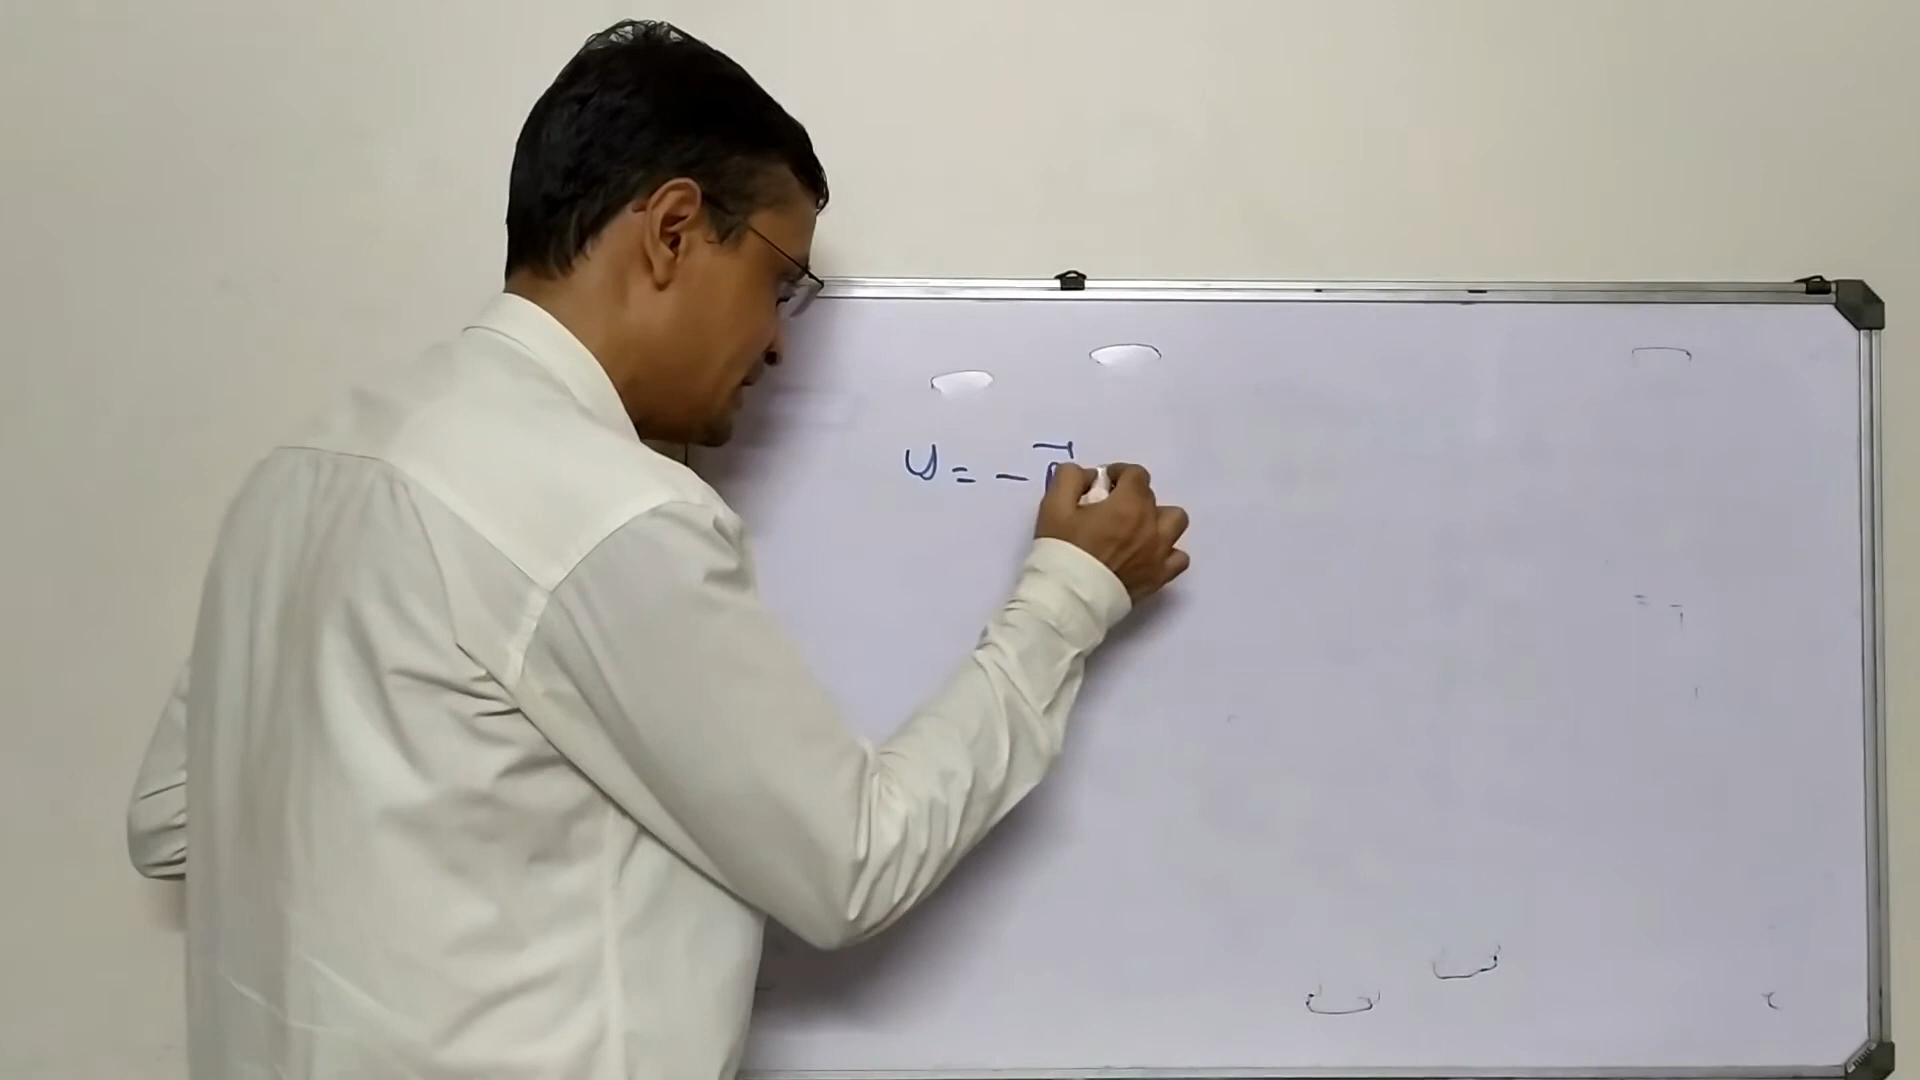 U = -